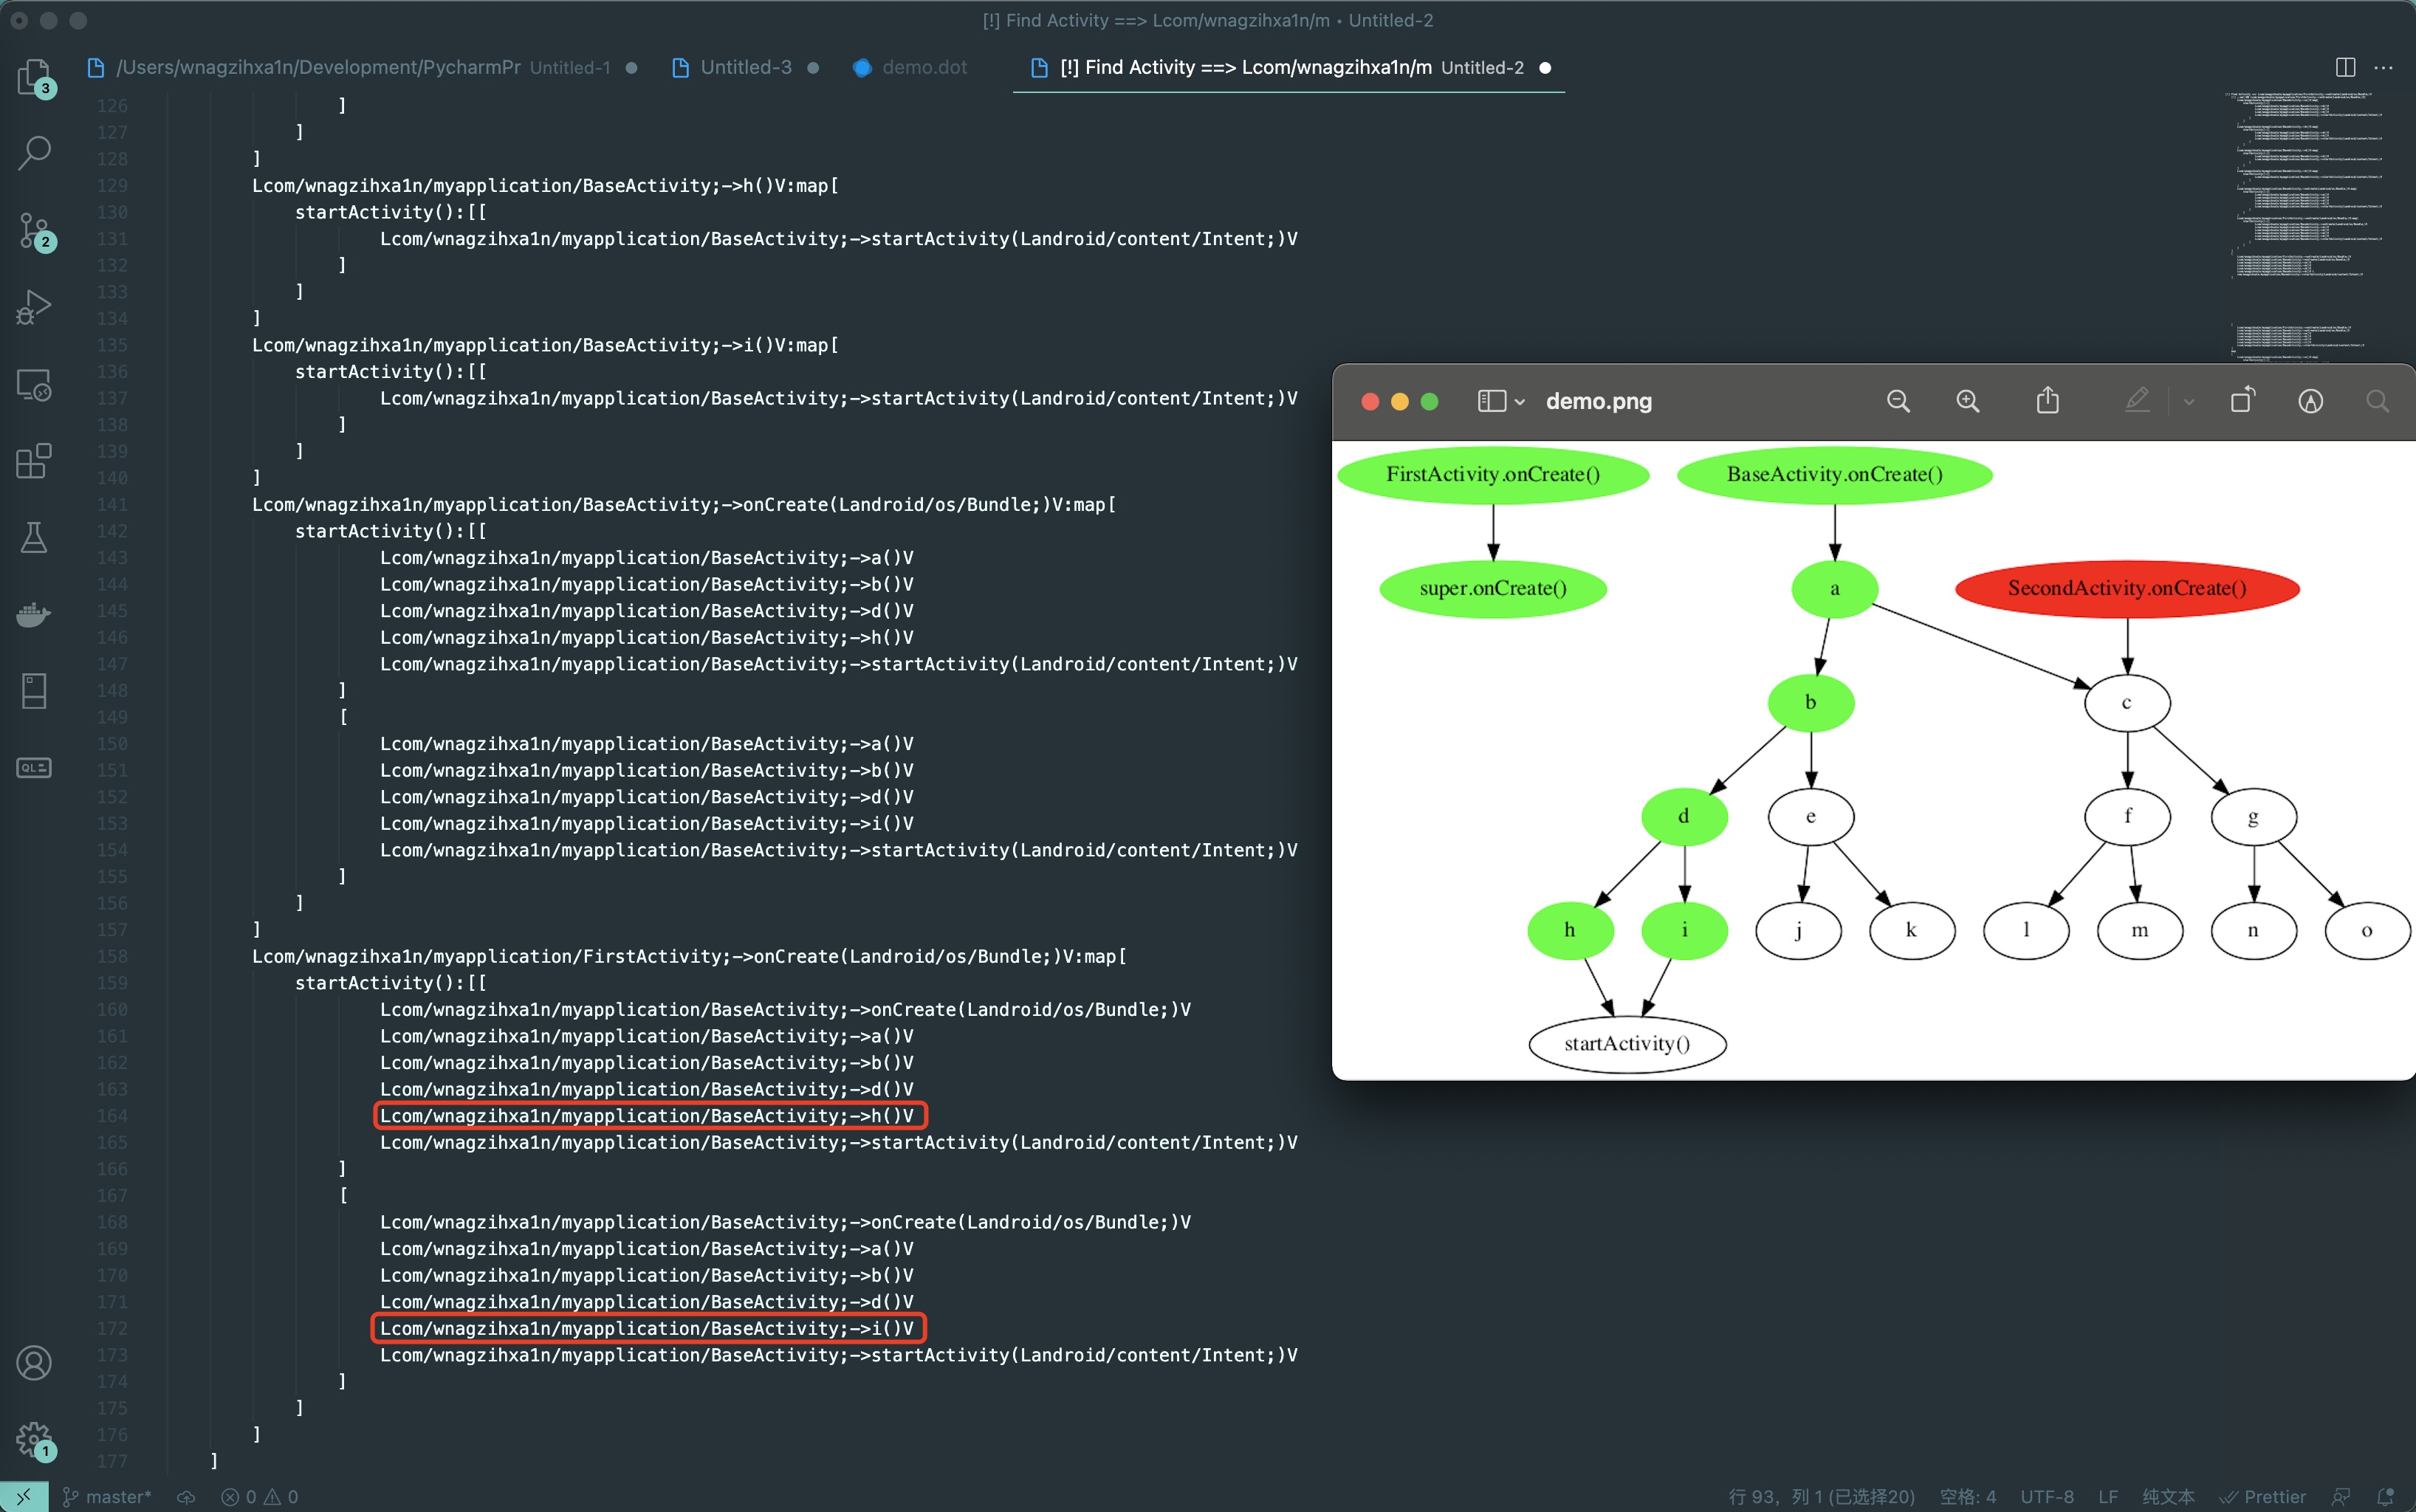 [!] Find Activity ==> Lcom/wnagzihxa1n/m • Untitled-2
/Users/wnagzihxa1n/Development/PycharmPr Untitled-1
Untitled-3
demo.dot
[!] Find Activity ==> Lcom/wnagzihxa1n/m Untitled-2
3
2
126 ]
127 ]
128 ]
129 Lcom/wnagzihxa1n/myapplication/BaseActivity;->h()V:map[
130 startActivity():[[
131 Lcom/wnagzihxa1n/myapplication/BaseActivity;->startActivity(Landroid/content/Intent;)V
132 ]
133 ]
134 ]
135 Lcom/wnagzihxa1n/myapplication/BaseActivity;->i()V:map[
136 startActivity():[[
137 Lcom/wnagzihxa1n/myapplication/BaseActivity;->startActivity(Landroid/content/Intent;)V
138 ]
139 ]
140 ]
141 Lcom/wnagzihxa1n/myapplication/BaseActivity;->onCreate(Landroid/os/Bundle;)V:map[
142 startActivity():[[
143 Lcom/wnagzihxa1n/myapplication/BaseActivity;->a()V
144 Lcom/wnagzihxa1n/myapplication/BaseActivity;->b()V
145 Lcom/wnagzihxa1n/myapplication/BaseActivity;->d()V
146 Lcom/wnagzihxa1n/myapplication/BaseActivity;->h()V
147 Lcom/wnagzihxa1n/myapplication/BaseActivity;->startActivity(Landroid/content/Intent;)V
148 ]
149 [
150 Lcom/wnagzihxa1n/myapplication/BaseActivity;->a()V
151 Lcom/wnagzihxa1n/myapplication/BaseActivity;->b()V
152 Lcom/wnagzihxa1n/myapplication/BaseActivity;->d()V
153 Lcom/wnagzihxa1n/myapplication/BaseActivity;->i()V
154 Lcom/wnagzihxa1n/myapplication/BaseActivity;->startActivity(Landroid/content/Intent;)V
155 ]
156 ]
157 ]
158 Lcom/wnagzihxa1n/myapplication/FirstActivity;->onCreate(Landroid/os/Bundle;)V:map[
159 startActivity():[[
160 Lcom/wnagzihxa1n/myapplication/BaseActivity;->onCreate(Landroid/os/Bundle;)V
161 Lcom/wnagzihxa1n/myapplication/BaseActivity;->a()V
162 Lcom/wnagzihxa1n/myapplication/BaseActivity;->b()V
163 Lcom/wnagzihxa1n/myapplication/BaseActivity;->d()V
164 Lcom/wnagzihxa1n/myapplication/BaseActivity;->h()V
165 Lcom/wnagzihxa1n/myapplication/BaseActivity;->startActivity(Landroid/content/Intent;)V
166 ]
167 [
168 Lcom/wnagzihxa1n/myapplication/BaseActivity;->onCreate(Landroid/os/Bundle;)V
169 Lcom/wnagzihxa1n/myapplication/BaseActivity;->a()V
170 Lcom/wnagzihxa1n/myapplication/BaseActivity;->b()V
171 Lcom/wnagzihxa1n/myapplication/BaseActivity;->d()V
172 Lcom/wnagzihxa1n/myapplication/BaseActivity;->i()V
173 Lcom/wnagzihxa1n/myapplication/BaseActivity;->startActivity(Landroid/content/Intent;)V
174 ]
175 ]
176 ]
177 ]
QL
1
demo.png
FirstActivity.onCreate()
BaseActivity.onCreate()
super.onCreate()
a
SecondActivity.onCreate()
b
c
d
e
f
g
h
i
j
k
l
m
n
o
startActivity()
master*
0
0
行 93, 列 1 (已选择20)
空格: 4
UTF-8
LF
纯文本
Prettier